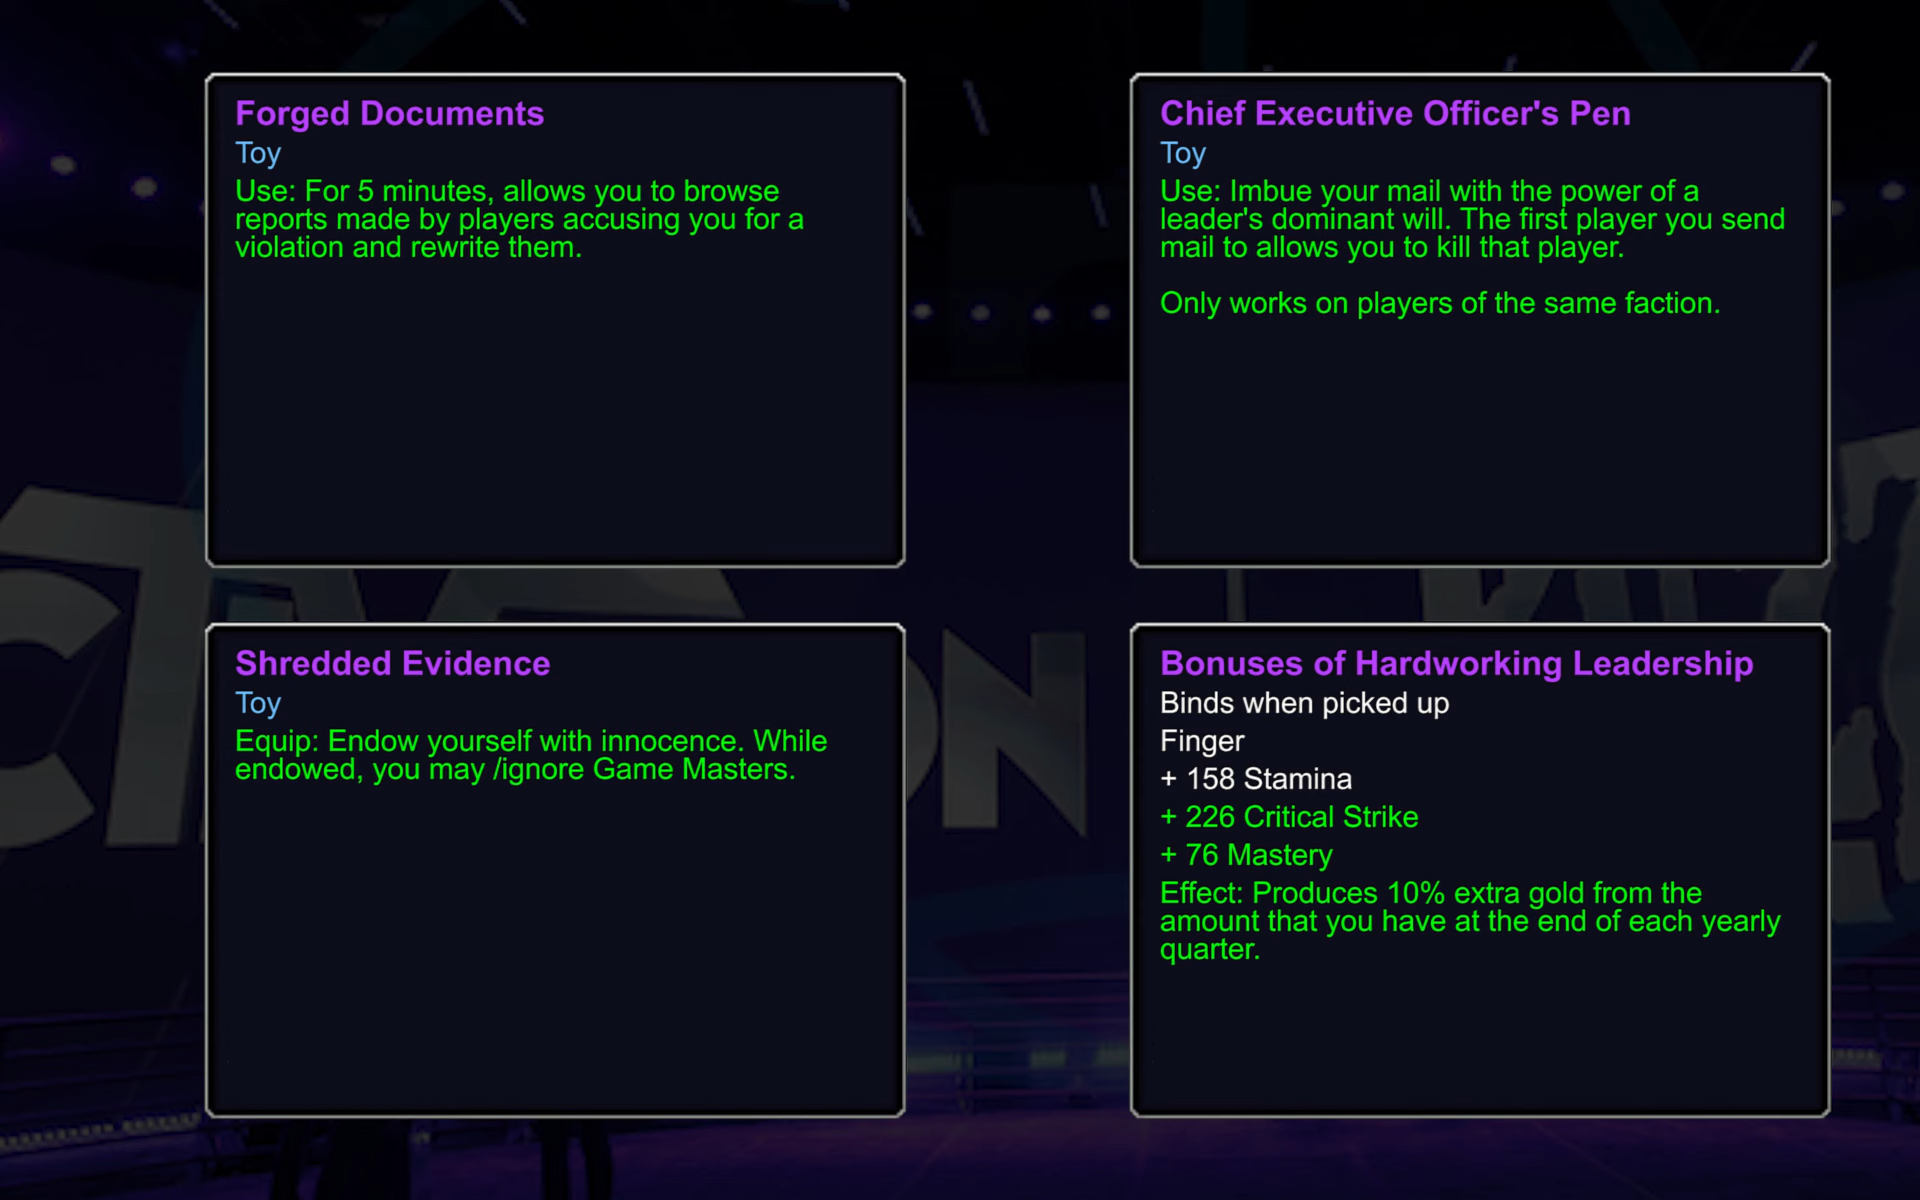 Forged Documents
Toy
Use: For 5 minutes, allows you to browse
reports made by players accusing you for a
violation and rewrite them.
Chief Executive Officer's Pen
Toy
Use: Imbue your mail with the power of a
leader's dominant will. The first player you send
mail to allows you to kill that player.
Only works on players of the same faction.
Shredded Evidence
Toy
Equip: Endow yourself with innocence. While
endowed, you may /ignore Game Masters.
Bonuses of Hardworking Leadership
Binds when picked up
Finger
+ 158 Stamina
+ 226 Critical Strike
+ 76 Mastery
Effect: Produces 10% extra gold from the
amount that you have at the end of each yearly
quarter.